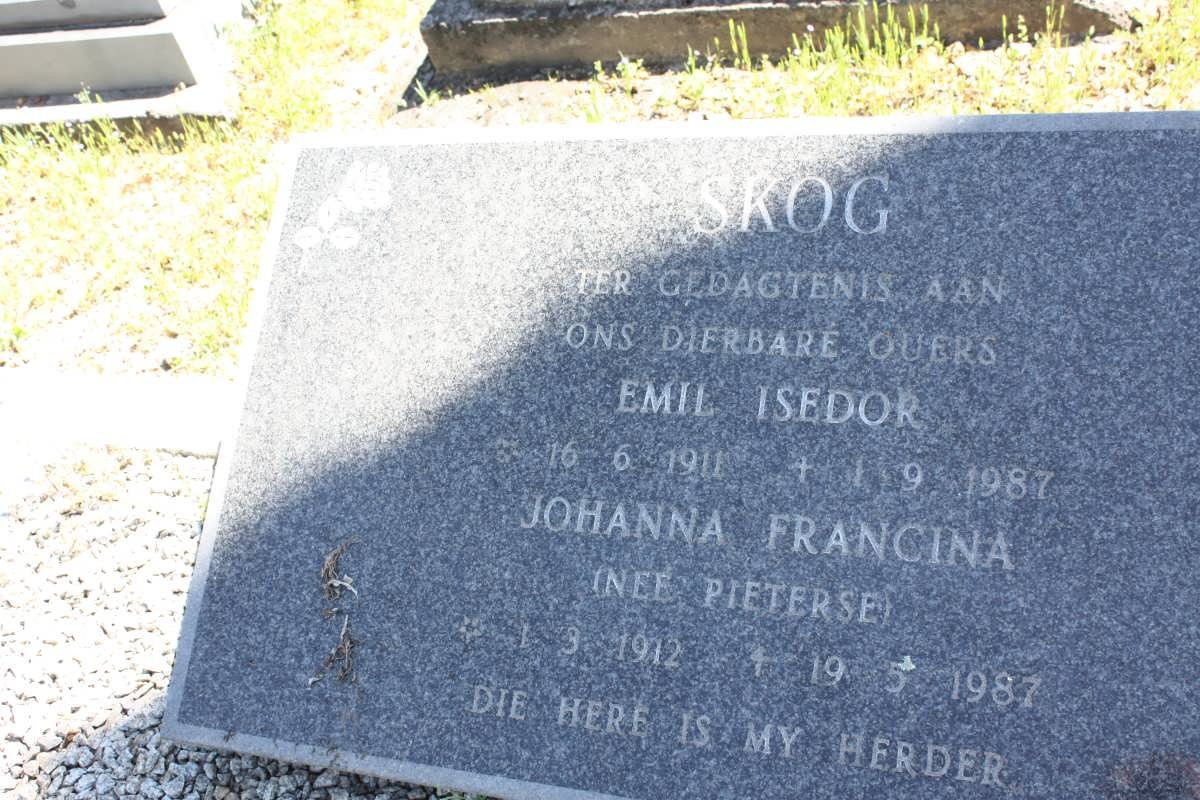 SKOG
TER GEDAGTENIS AAN
ONS DIERBARE OUERS
EMIL ISEDOR
* 16 6 1911 † 1 9 1987
JOHANNA FRANCINA
(NEÉ PIETERSE)
* 1 3 1912 † 19 5 1987
DIE HERE IS MY HERDER